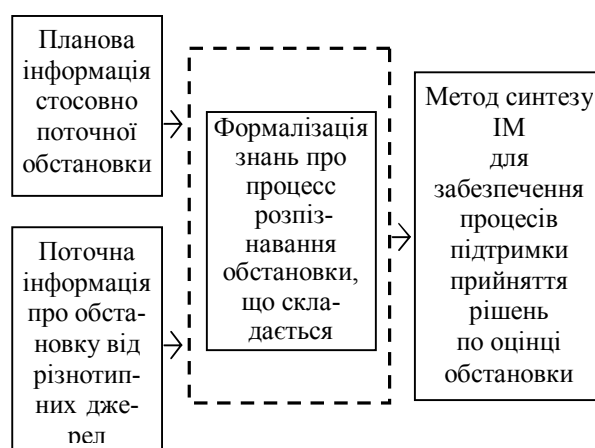 Планова
інформація
стосовно
поточної
обстановки
Поточна
інформація
про обста-
новку від
різнотип-
них дже-
рел
Формалізація
знань про
процесс
розпіз-
навання
обстановки,
що скла-
дається
Метод синтезу
ІМ
для
забезпечення
процесів
підтримки
прийняття
рішень
по оцінці
обстановки